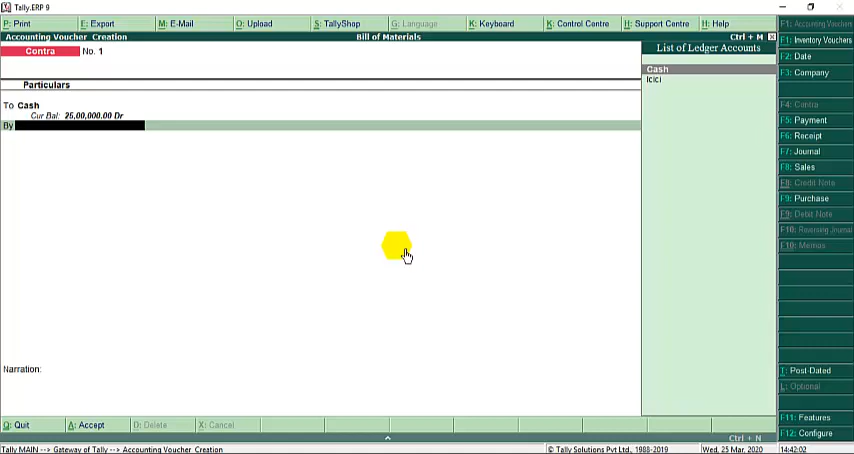 Tally.ERP 9
P: Print
E: Export
M: E-Mail
O: Upload
S: TallyShop
G: Language
K: Keyboard
K: Control Centre
H: Support Centre
H: Help
F1: Accounting Vouchers
Accounting Voucher Creation
Bill of Materials
Ctrl + M
F1: Inventory Vouchers
Contra
No. 1
List of Ledger Accounts
F2: Date
Cash
F3: Company
Icici
Particulars
To Cash
F4: Contra
Cur Bal: 25,00,000.00 Dr
F5: Payment
By
F6: Receipt
F7: Journal
F8: Sales
F8: Credit Note
F9: Purchase
F9: Debit Note
F10: Reversing Journal
F10: Memos
Narration:
T: Post-Dated
L: Optional
F11: Features
Q: Quit
A: Accept
D: Delete
X: Cancel
F12: Configure
Ctrl + N
Tally MAIN --> Gateway of Tally --> Accounting Voucher Creation
© Tally Solutions Pvt Ltd., 1988-2019
Wed, 25 Mar, 2020
14:42:02